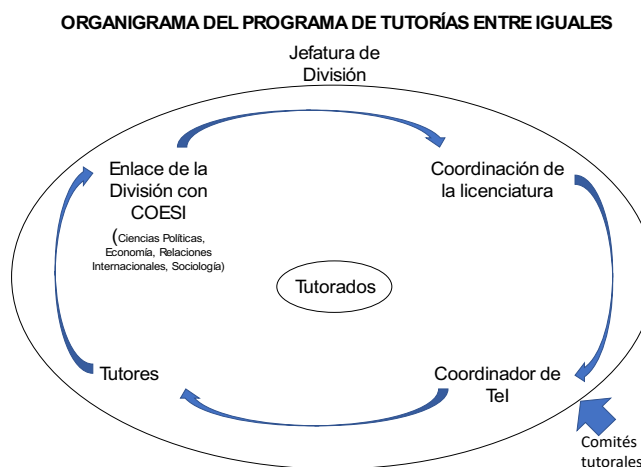 ORGANIGRAMA DEL PROGRAMA DE TUTORÍAS ENTRE IGUALES
Jefatura de
División
Enlace de la
División con
COESI
(Ciencias Políticas,
Economía, Relaciones
Internacionales, Sociología)
Coordinación de
la licenciatura
Tutorados
Tutores
Coordinador de
TeI
Comités
tutorales